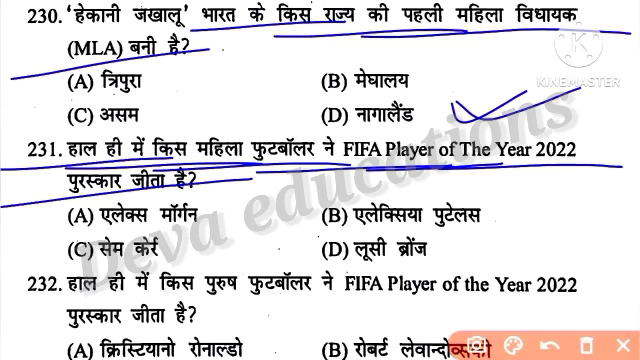 230. 'हेकानी जखालू' भारत के किस राज्य की पहली महिला विधायक
(MLA) बनी है?
(A) त्रिपुरा (B) मेघालय
(C) असम (D) नागालैंड
KINEMASTER
231. हाल ही में किस महिला फुटबॉलर ने FIFA Player of The Year 2022
पुरस्कार जीता है?
(A) एलेक्स मॉर्गन (B) एलेक्सिया पुटेलस
(C) सेम केर्र (D) लूसी ब्रोंज
Deva educations
232. हाल ही में किस पुरुष फुटबॉलर ने FIFA Player of the Year 2022
पुरस्कार जीता है?
(A) क्रिस्टियानो रोनाल्डो (B) रोबर्ट लेवान्दोव्सकी